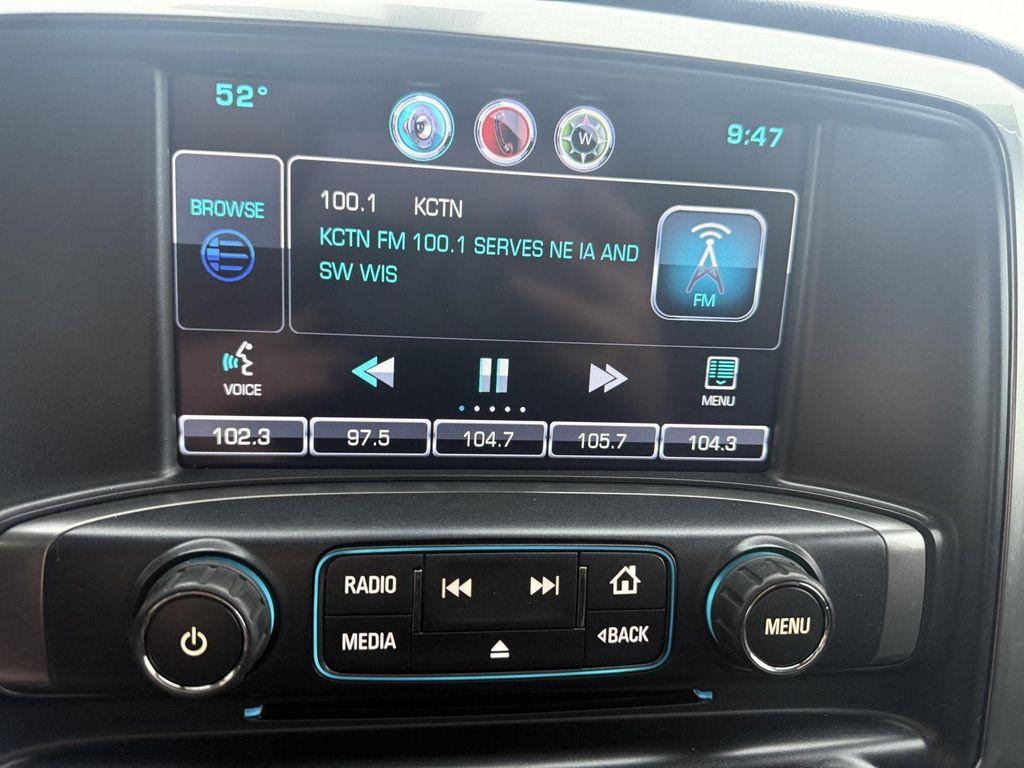 52°
9:47
W
BROWSE
100.1 KCTN
KCTN FM 100.1 SERVES NE IA AND
SW WIS
FM
VOICE
MENU
102.3 97.5 104.7 105.7 104.3
RADIO
MEDIA
BACK
MENU